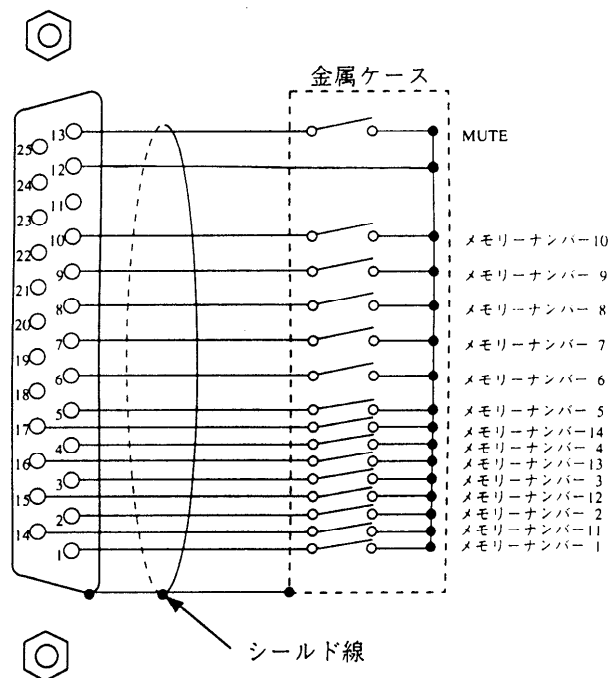 金属ケース
13
MUTE
25
12
24
11
23
10
メモリーナンバー10
22
9
メモリーナンバー 9
21
8
メモリーナンバー 8
20
7
メモリーナンバー 7
19
6
メモリーナンバー 6
18
5
メモリーナンバー 5
17
メモリーナンバー14
4
メモリーナンバー 4
16
メモリーナンバー13
3
メモリーナンバー 3
15
メモリーナンバー12
2
メモリーナンバー 2
14
メモリーナンバー11
1
メモリーナンバー 1
シールド線